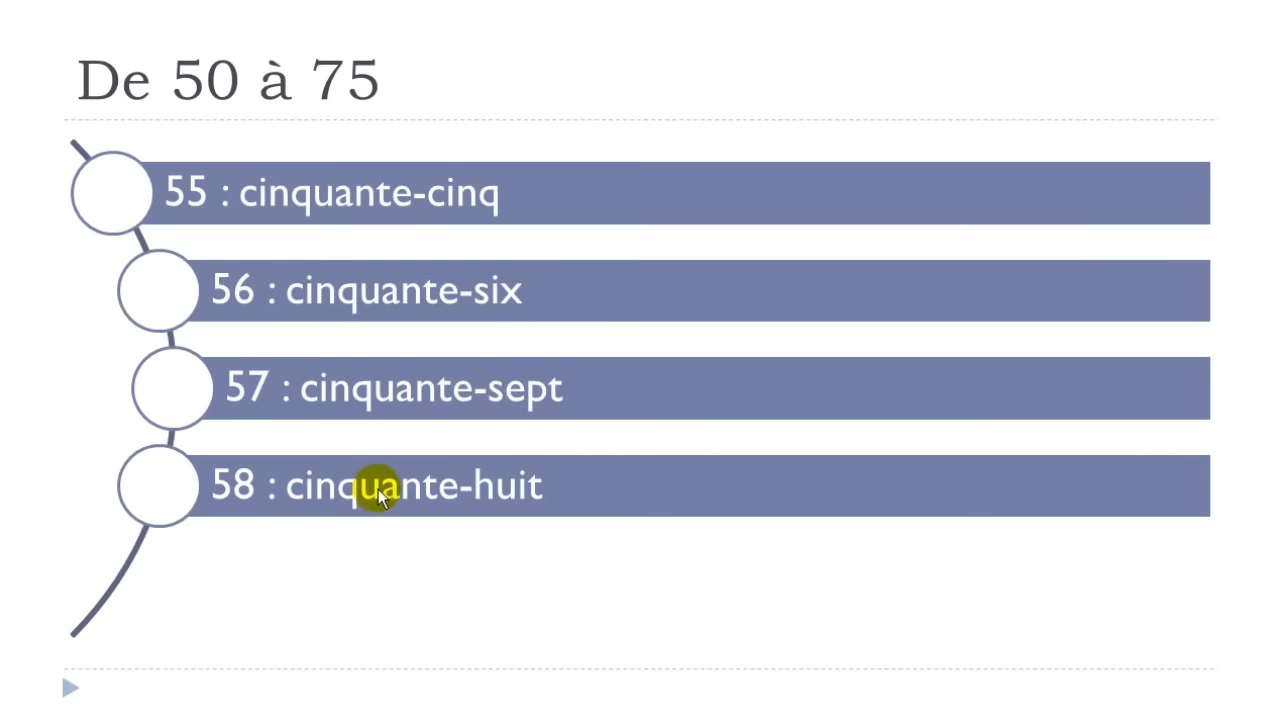 De 50 à 75
55 : cinquante-cinq
56 : cinquante-six
57 : cinquante-sept
58 : cinquante-huit